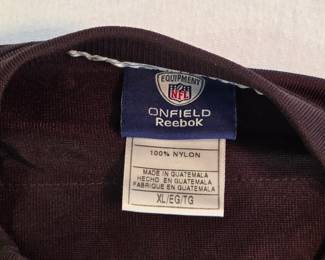 EQUIPMENT
NFL
ONFIELD
Reebok
100% NYLON
MADE IN GUATEMALA
HECHO EN GUATEMALA
FABRIQUE EN GUATEMALA
XL/EG/TG